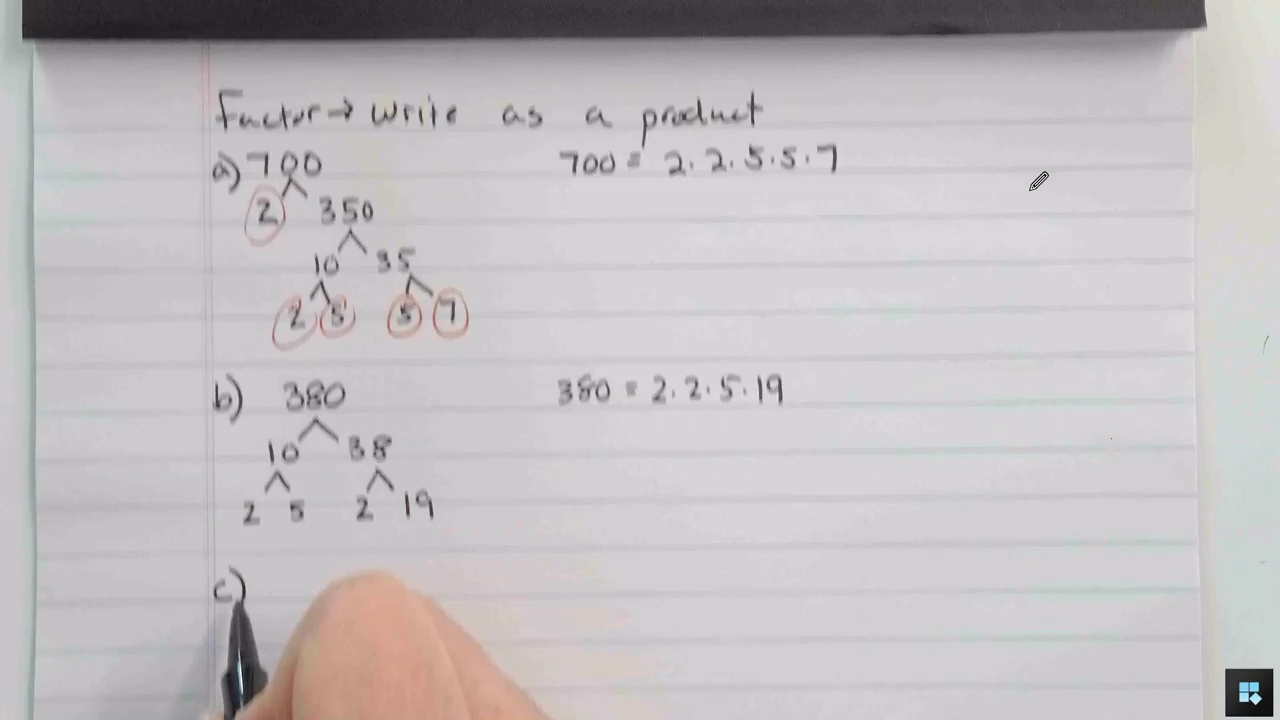 Factor → write as a product
a) 700    700 = 2·2·5·5·7
2 350
10 35
2 5 5 7
b) 380    380 = 2·2·5·19
10 38
2 5 2 19
c)